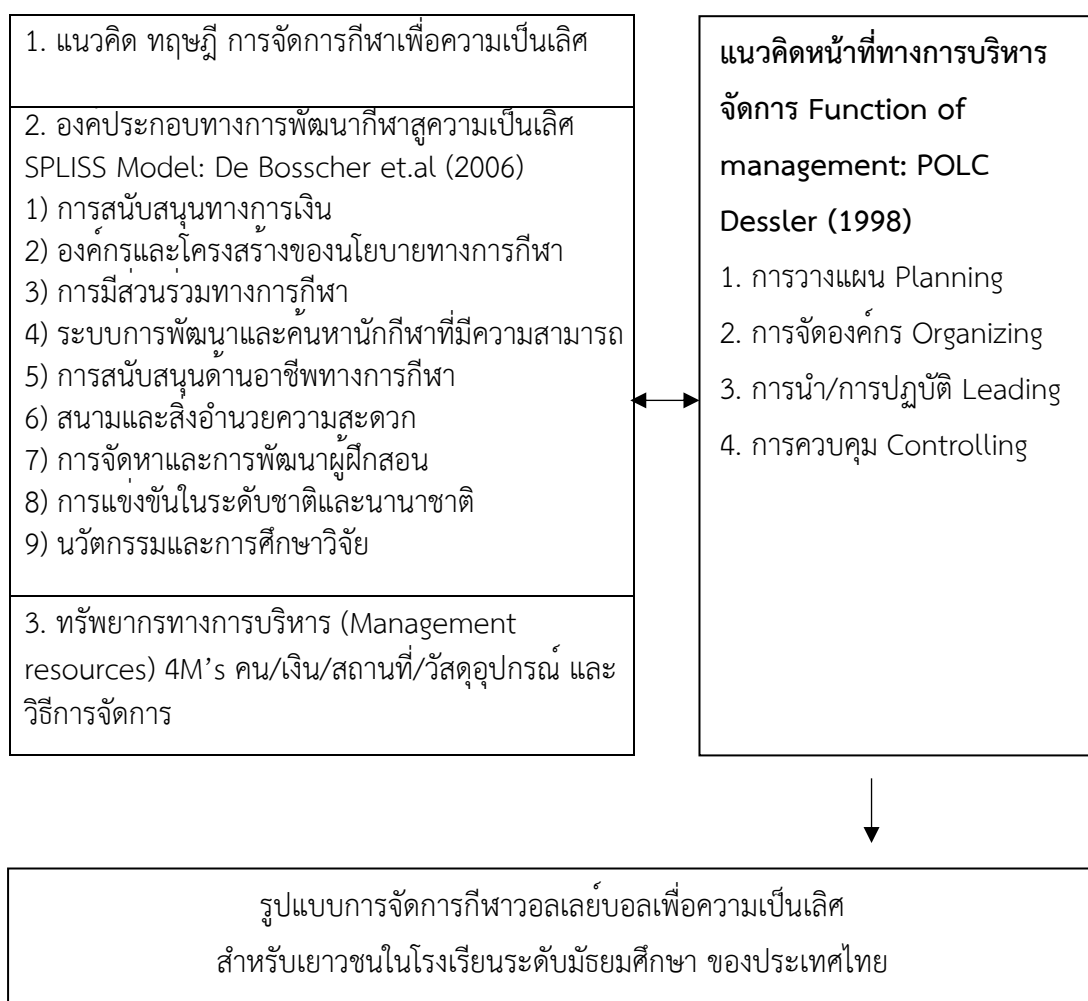 1. แนวคิด ทฤษฎี การจัดการกีฬาเพื่อความเป็นเลิศ
2. องค์ประกอบทางการพัฒนากีฬาสู่ความเป็นเลิศ
SPLISS Model: De Bosscher et.al (2006)
1) การสนับสนุนทางการเงิน
2) องค์กรและโครงสร้างของนโยบายทางการกีฬา
3) การมีส่วนร่วมทางการกีฬา
4) ระบบการพัฒนาและค้นหานักกีฬาที่มีความสามารถ
5) การสนับสนุนด้านอาชีพทางการกีฬา
6) สนามและสิ่งอำนวยความสะดวก
7) การจัดหาและการพัฒนาผู้ฝึกสอน
8) การแข่งขันในระดับชาติและนานาชาติ
9) นวัตกรรมและการศึกษาวิจัย
3. ทรัพยากรทางการบริหาร (Management
resources) 4M’s คน/เงิน/สถานที่/วัสดุอุปกรณ์ และ
วิธีการจัดการ
แนวคิดหน้าที่ทางการบริหาร
จัดการ Function of
management: POLC
Dessler (1998)
1. การวางแผน Planning
2. การจัดองค์กร Organizing
3. การนำ/การปฏบัติ Leading
4. การควบคุม Controlling
รูปแบบการจัดการกีฬาวอลเลย์บอลเพื่อความเป็นเลิศ
สำหรับเยาวชนในโรงเรียนระดับมัธยมศึกษา ของประเทศไทย